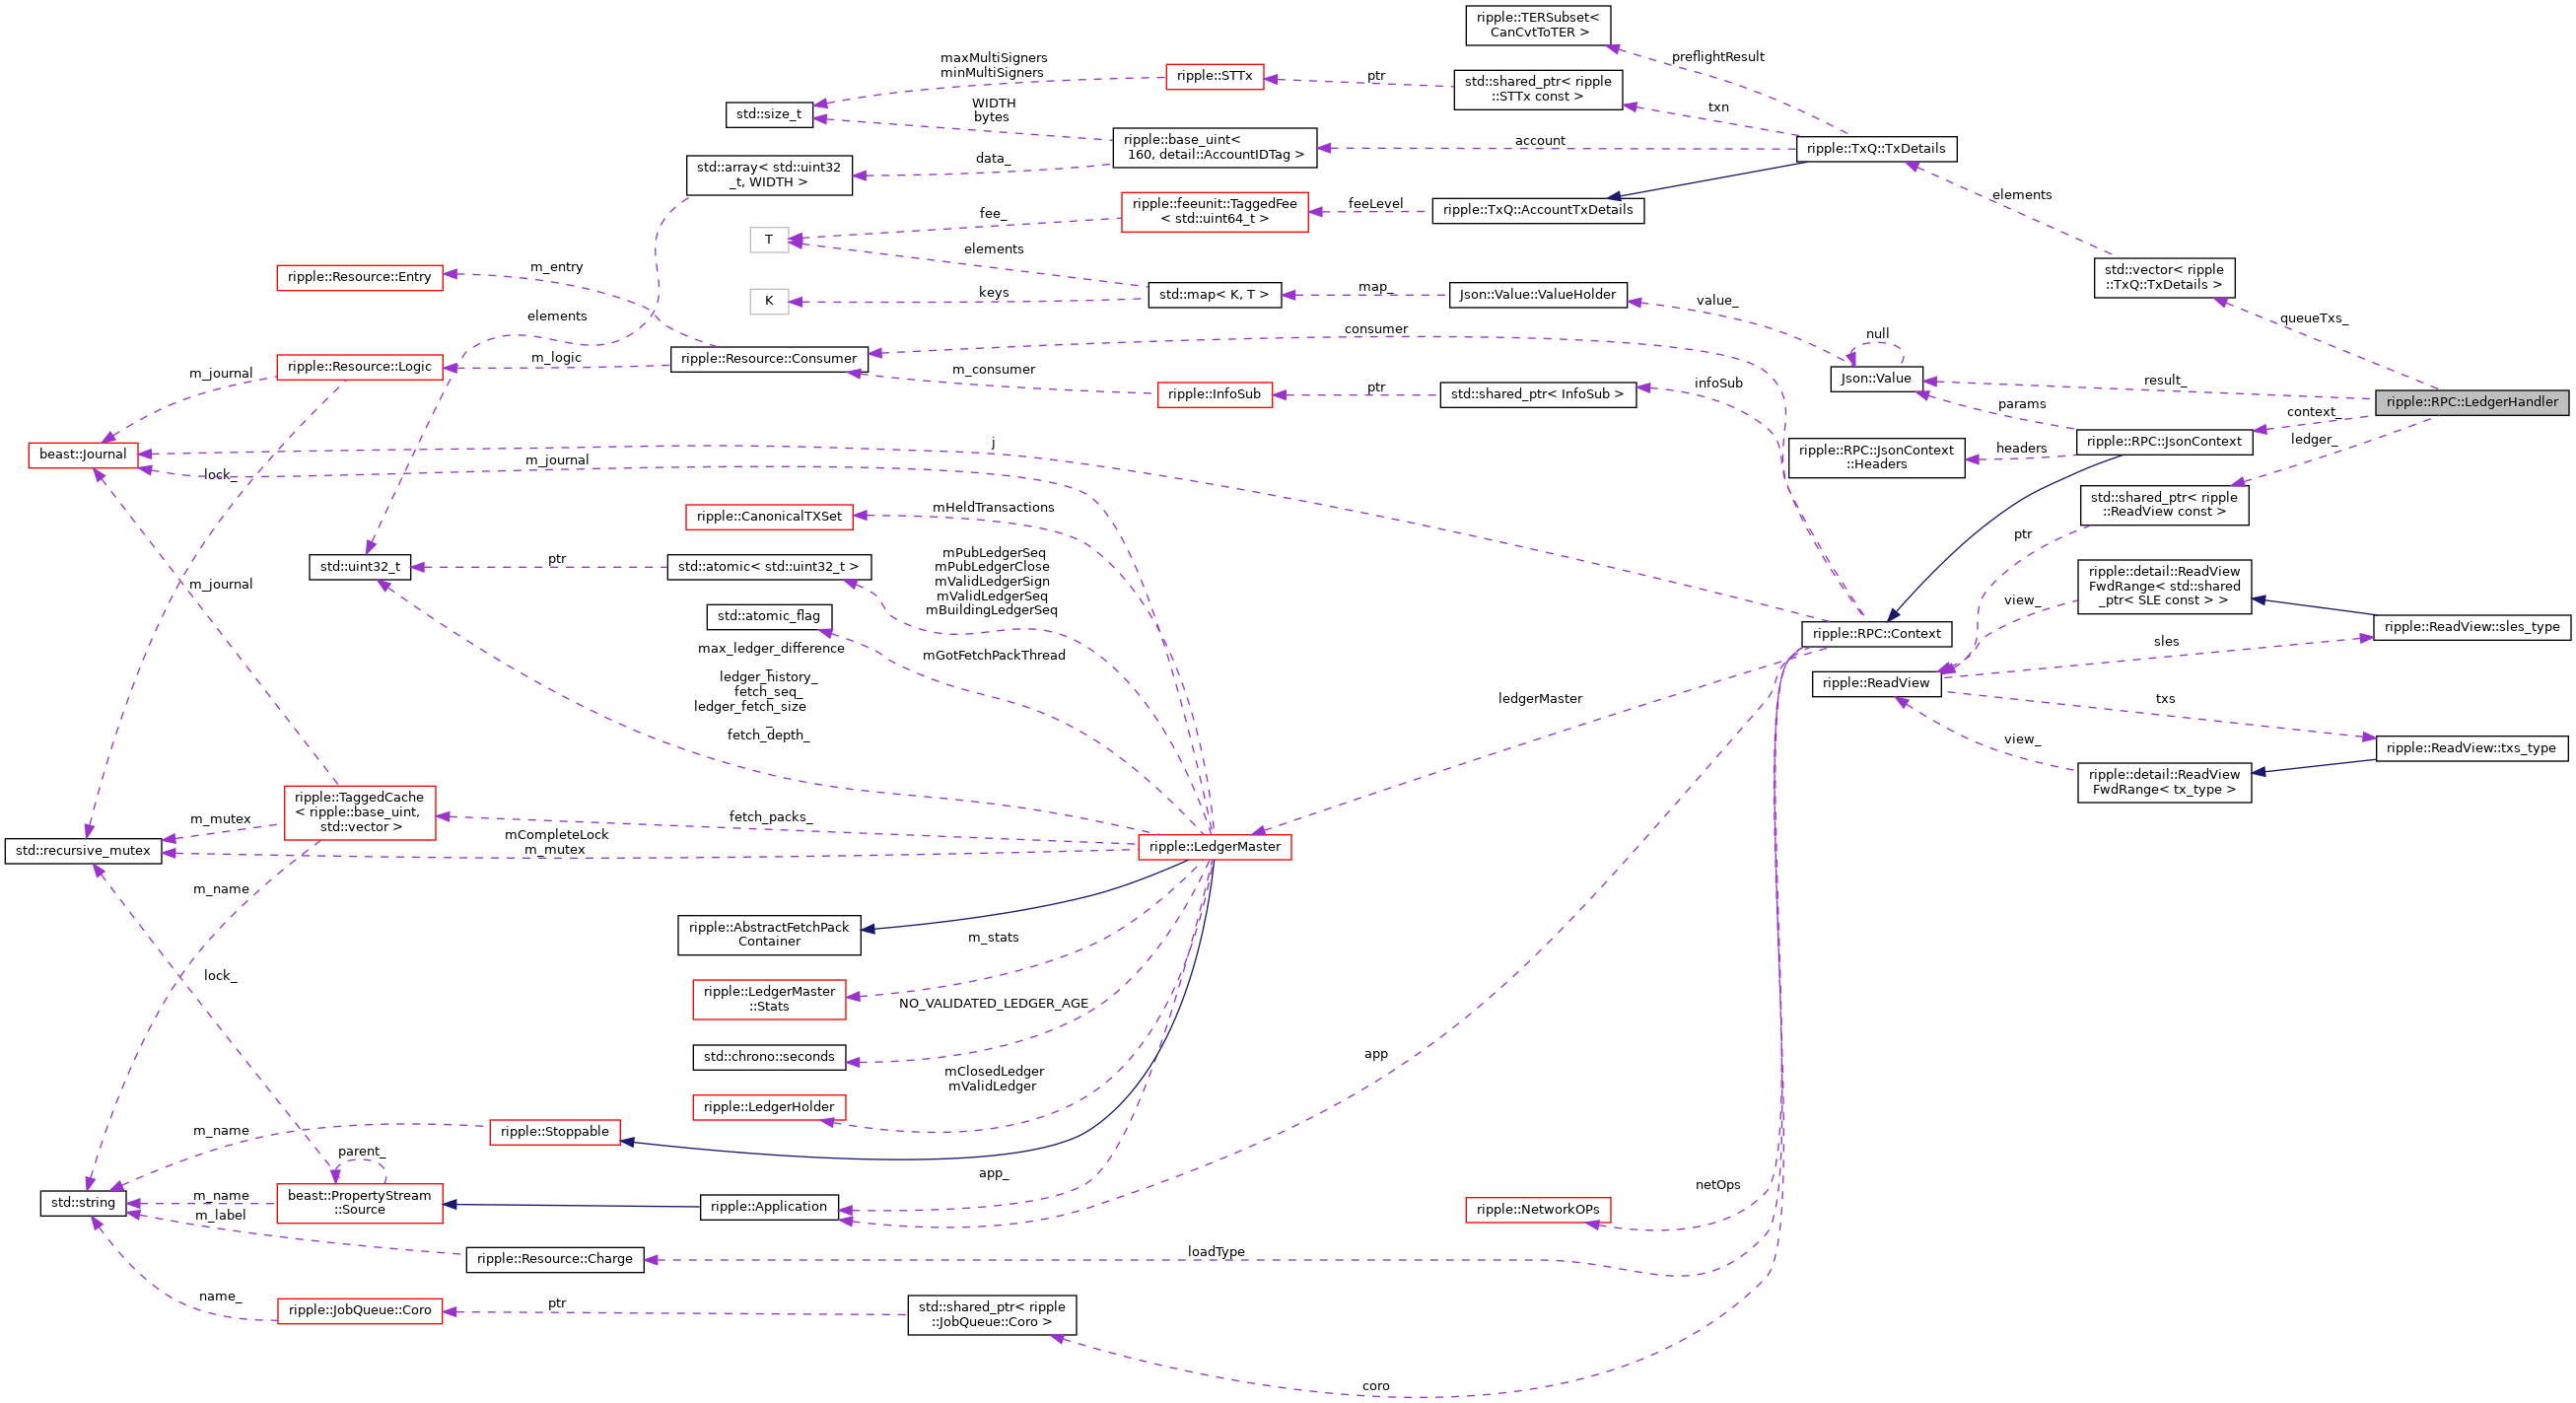 ripple::TERSubset<
CanCvtToTER >
preflightResult
maxMultiSigners
minMultiSigners
ripple::STTx
ptr
std::shared_ptr< ripple
::STTx const >
txn
std::size_t
WIDTH
bytes
ripple::base_uint<
160, detail::AccountIDTag >
account
ripple::TxQ::TxDetails
std::array< std::uint32
_t, WIDTH >
data_
elements
ripple::feeunit::TaggedFee
< std::uint64_t >
feeLevel
ripple::TxQ::AccountTxDetails
fee_
T
elements
std::vector< ripple
::TxQ::TxDetails >
ripple::Resource::Entry
m_entry
K
keys
std::map< K, T >
map_
Json::Value::ValueHolder
value_
queueTxs_
elements
consumer
null
ripple::Resource::Logic
m_logic
ripple::Resource::Consumer
m_journal
m_consumer
ripple::InfoSub
ptr
std::shared_ptr< InfoSub >
infoSub
Json::Value
result_
ripple::RPC::LedgerHandler
params
context_
beast::Journal
j
ripple::RPC::JsonContext
::Headers
headers
ripple::RPC::JsonContext
ledger_
lock_
m_journal
std::shared_ptr< ripple
::ReadView const >
ripple::CanonicalTXSet
mHeldTransactions
ptr
std::uint32_t
ptr
std::atomic< std::uint32_t >
mPubLedgerSeq
mPubLedgerClose
mValidLedgerSign
mValidLedgerSeq
mBuildingLedgerSeq
ripple::detail::ReadView
FwdRange< std::shared
_ptr< SLE const > >
view_
m_journal
std::atomic_flag
ripple::RPC::Context
ripple::ReadView::sles_type
sles
max_ledger_difference
_
ledger_history_
fetch_seq_
ledger_fetch_size
_
fetch_depth_
mGotFetchPackThread
ripple::ReadView
ledgerMaster
txs
view_
ripple::ReadView::txs_type
ripple::detail::ReadView
FwdRange< tx_type >
ripple::TaggedCache
< ripple::base_uint,
std::vector >
m_mutex
fetch_packs_
mCompleteLock
m_mutex
std::recursive_mutex
ripple::LedgerMaster
m_name
ripple::AbstractFetchPack
Container
m_stats
lock_
ripple::LedgerMaster
::Stats
NO_VALIDATED_LEDGER_AGE
std::chrono::seconds
app
mClosedLedger
mValidLedger
ripple::LedgerHolder
m_name
ripple::Stoppable
parent_
app_
netOps
std::string
m_name
m_label
beast::PropertyStream
::Source
ripple::Application
ripple::NetworkOPs
ripple::Resource::Charge
loadType
name_
ripple::JobQueue::Coro
ptr
std::shared_ptr< ripple
::JobQueue::Coro >
coro